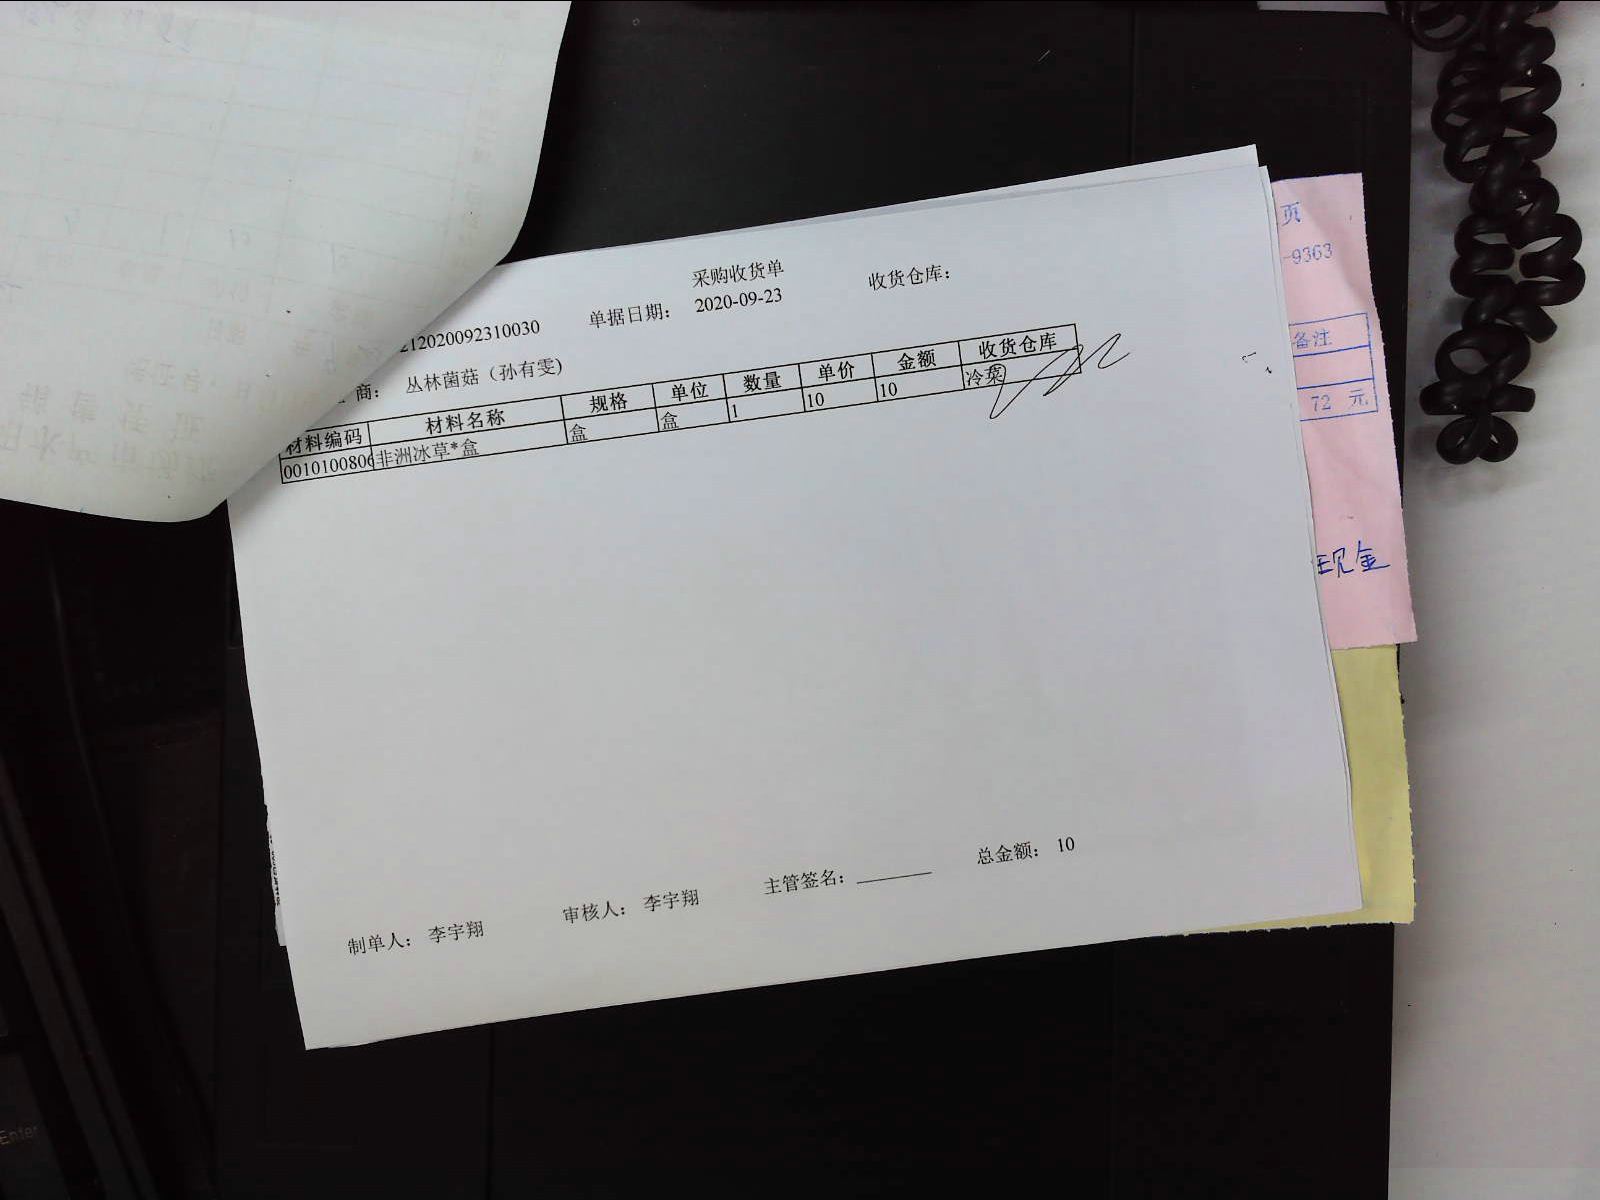 采购收货单
212020092310030 单据日期： 2020-09-23 收货仓库：
商： 丛林菌菇（孙有雯）
材料编码 材料名称 规格 单位 数量 单价 金额 收货仓库
0010100806 非洲冰草*盒 盒 盒 1 10 10 冷菜
制单人： 李宇翔 审核人： 李宇翔 主管签名： 总金额： 10
页
-9363
备注
72 元
现金
Enter